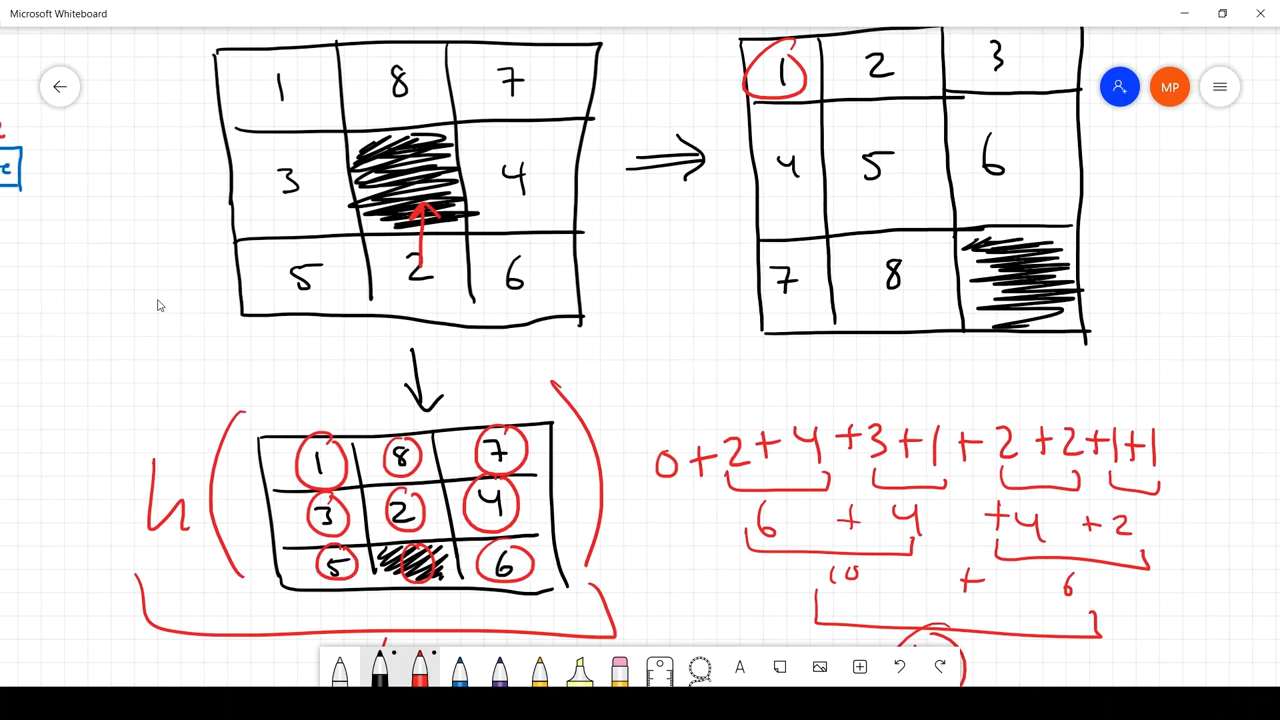 Microsoft Whiteboard
1 8 7
3 4
5 2 6
1 2 3
4 5 6
7 8
MP
h
1 8 7
3 2 4
5 6
0+2+4+3+1+2+2+1+1
6 + 4 +4 +2
10 + 6
A